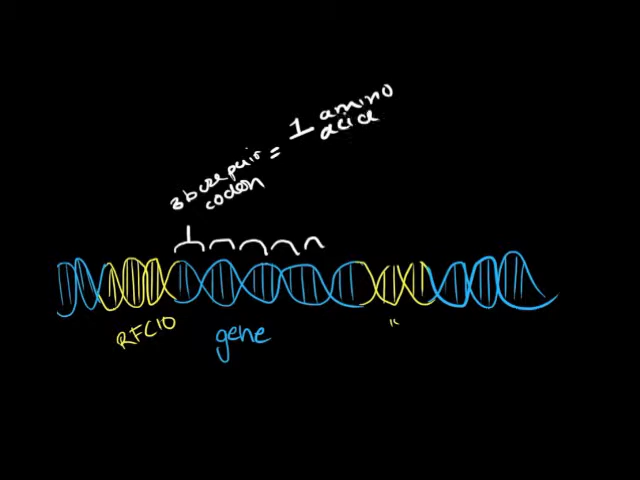 1 amino
acid
3 base pair =
codon
RFC10
gene
"